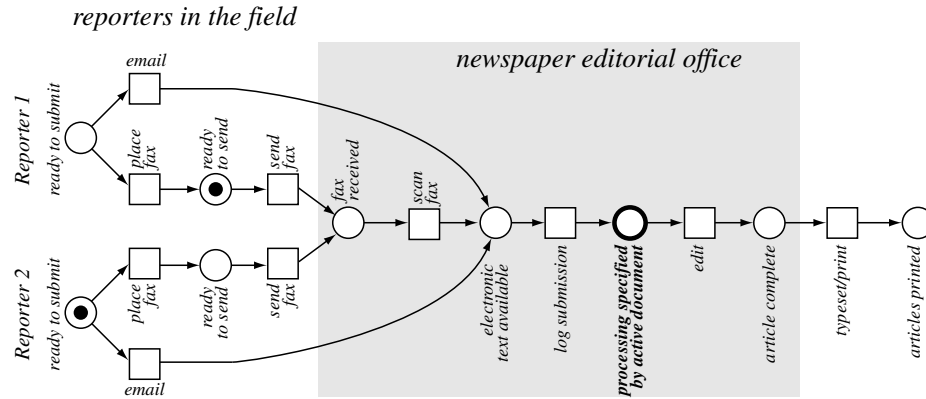 reporters in the field
newspaper editorial office
Reporter 1
ready to submit
email
place
fax
ready
to send
send
fax
fax
received
scan
fax
Reporter 2
ready to submit
place
fax
ready
to send
send
fax
email
electronic
text available
log submission
processing specified
by active document
edit
article complete
typeset/print
articles printed